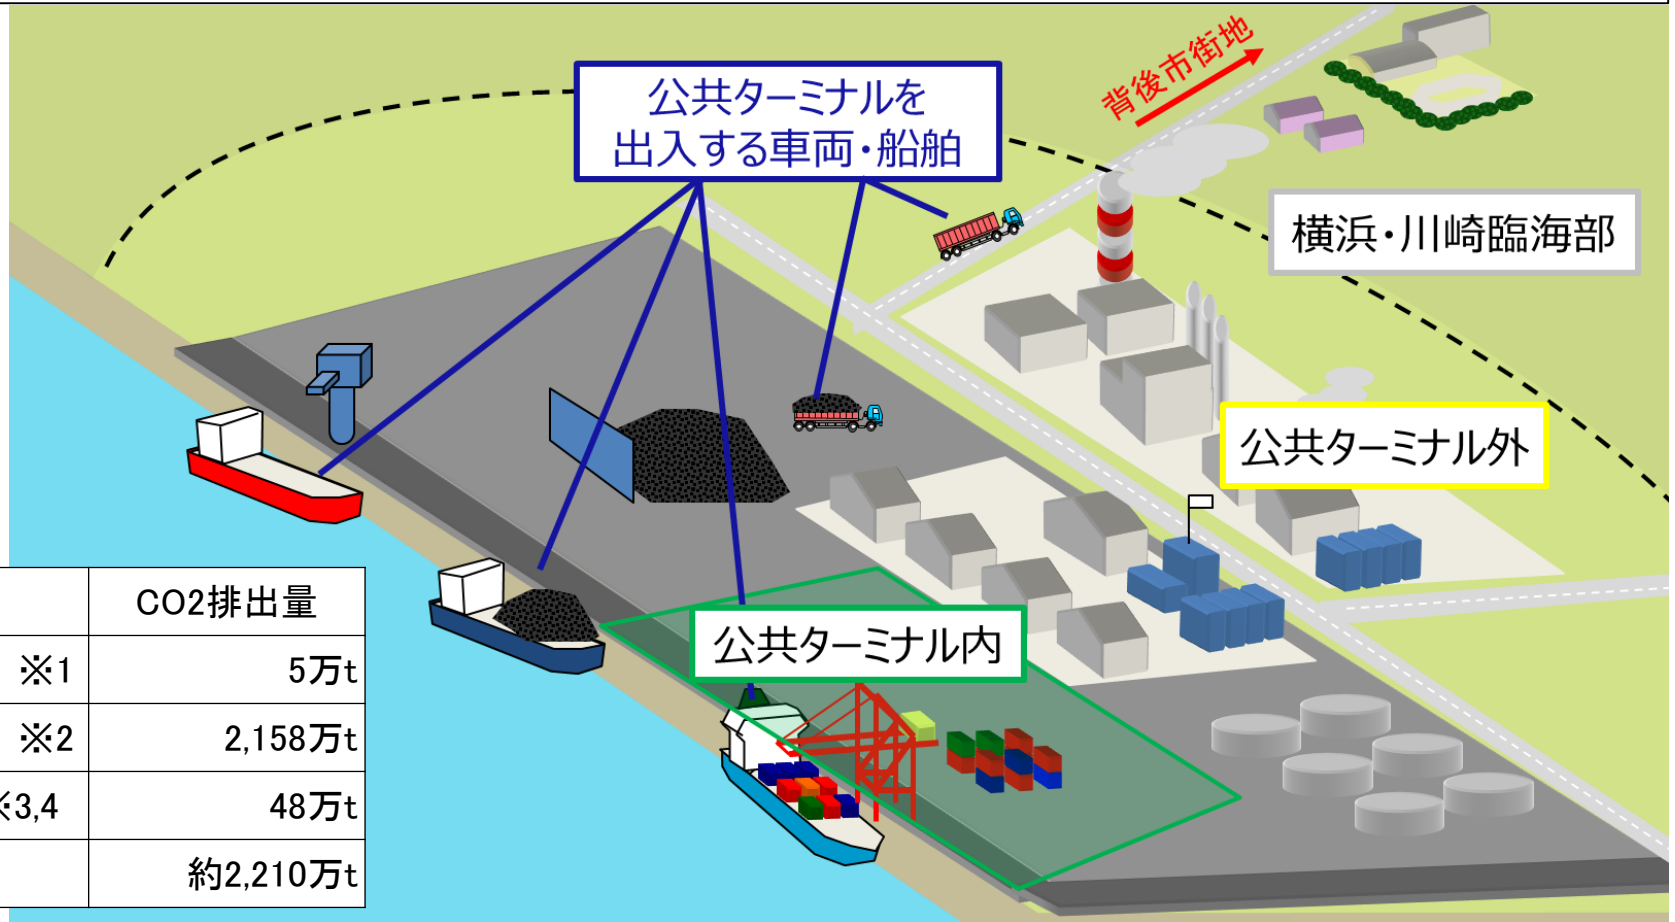 背後市街地
公共ターミナルを
出入する車両・船舶
横浜・川崎臨海部
公共ターミナル外
公共ターミナル内
CO2排出量
※1 5万t
※2 2,158万t
※3,4 48万t
約2,210万t